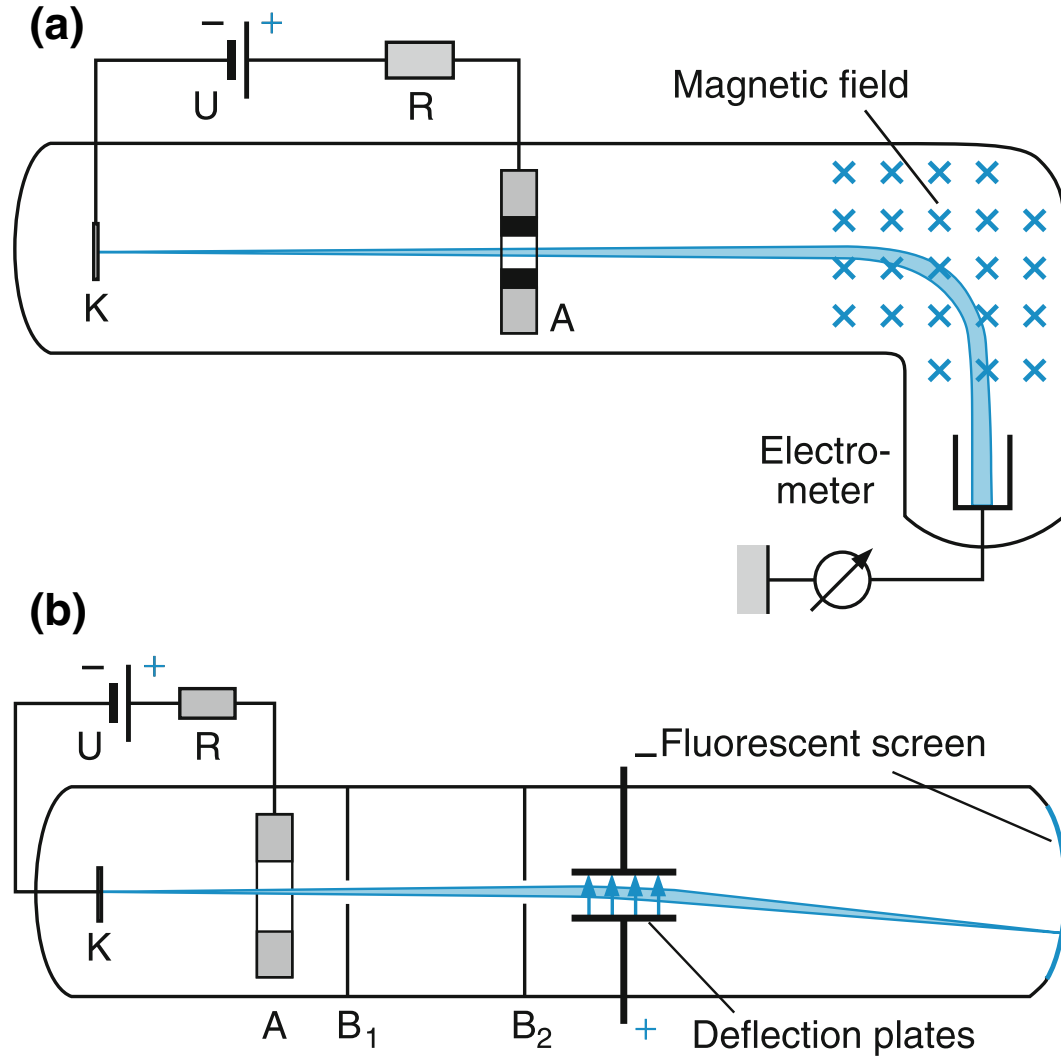 (a)
− +
U
R
Magnetic field
K
A
Electro-
meter
(b)
− +
U
R
− Fluorescent screen
K
A
B₁
B₂
+
Deflection plates